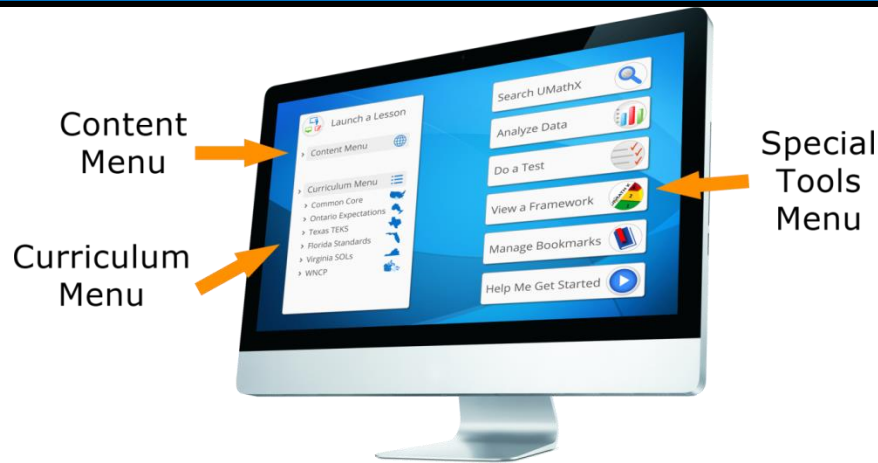 Content
Menu
Curriculum
Menu
Launch a Lesson
› Content Menu
› Curriculum Menu
› Common Core
› Ontario Expectations
› Texas TEKS
› Florida Standards
› Virginia SOLs
› WNCP
Search UMathX
Analyze Data
Do a Test
View a Framework
Manage Bookmarks
Help Me Get Started
Special
Tools
Menu